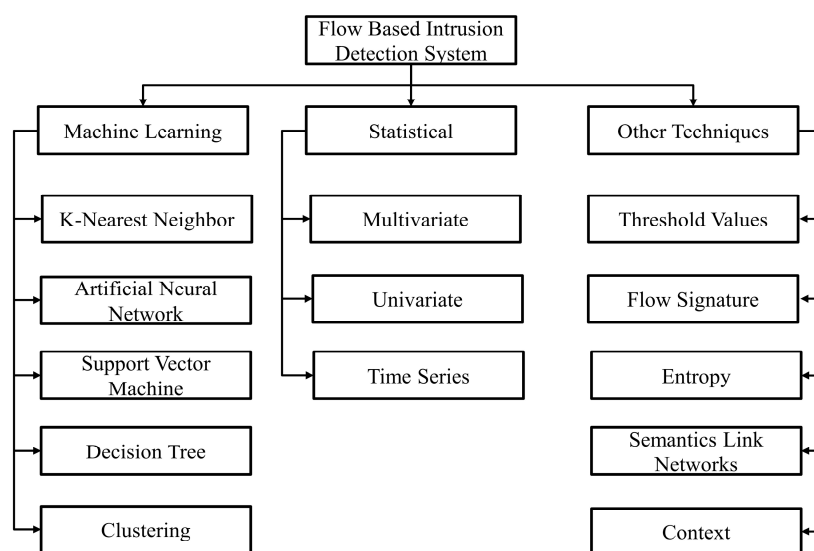 Flow Based Intrusion
Detection System
Machine Learning
Statistical
Other Techniques
K-Nearest Neighbor
Multivariate
Threshold Values
Artificial Neural
Network
Univariate
Flow Signature
Support Vector
Machine
Time Series
Entropy
Decision Tree
Semantics Link
Networks
Clustering
Context